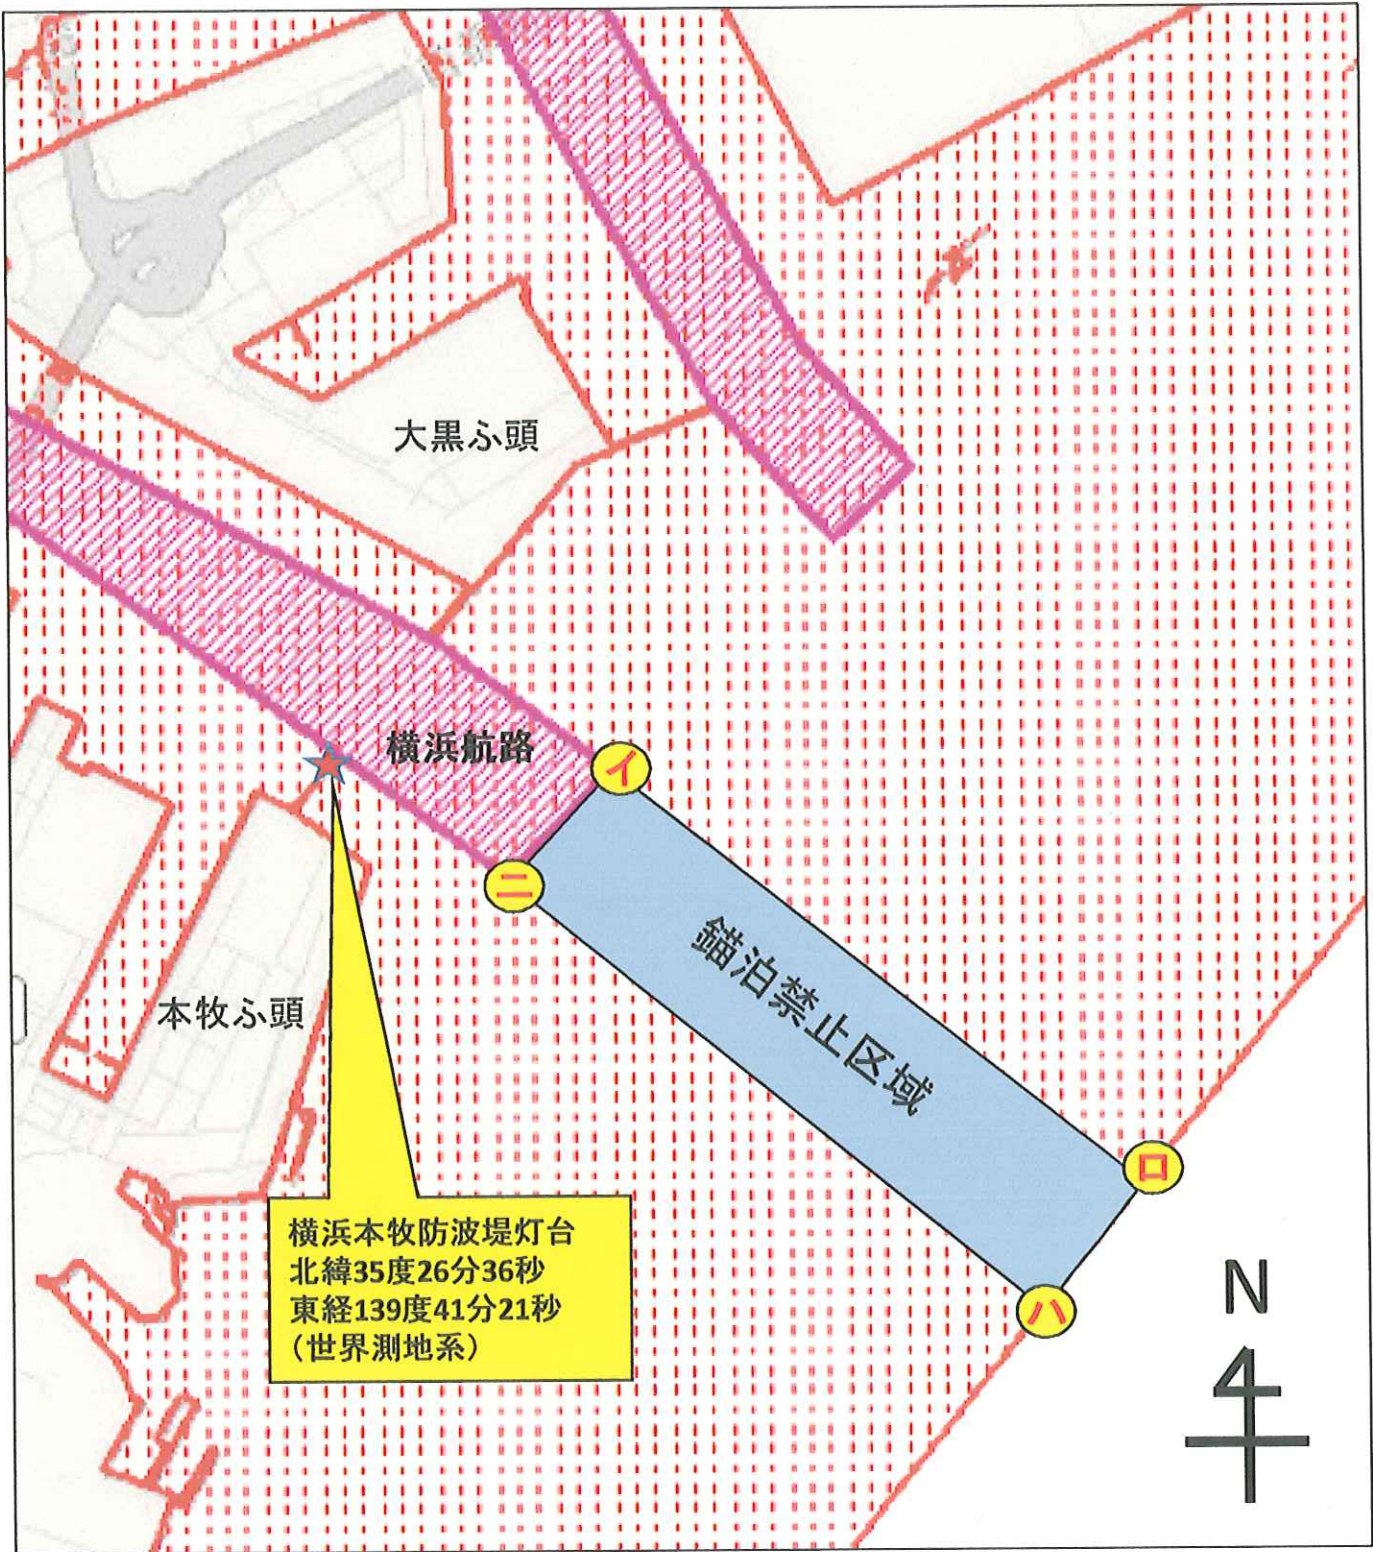 大黒ふ頭
横浜航路
イ
ニ
錨泊禁止区域
本牧ふ頭
ロ
横浜本牧防波堤灯台
北緯35度26分36秒
東経139度41分21秒
（世界測地系）
ハ
N